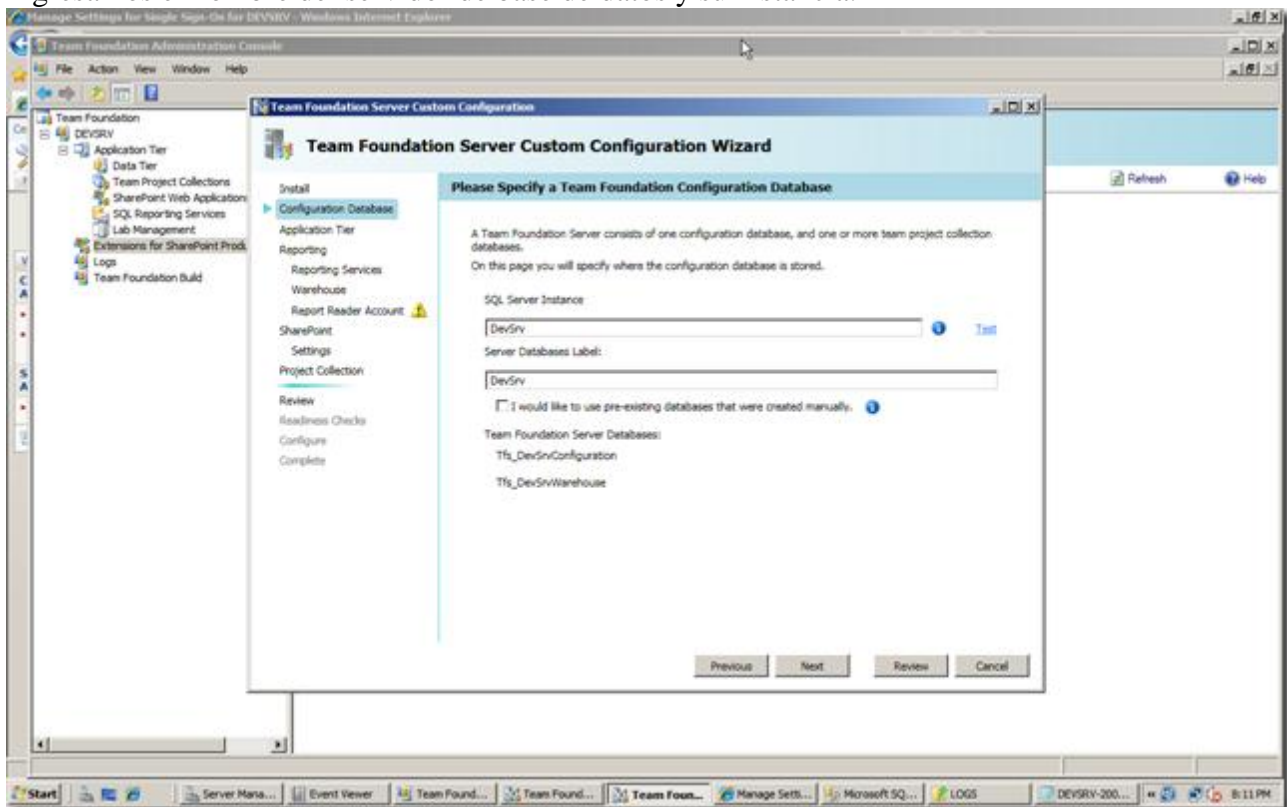 Manage Settings for Single Sign-On for DEVSRV - Windows Internet Explorer
Team Foundation Administration Console
File Action View Window Help
Team Foundation
DEVSRV
Application Tier
Data Tier
Team Project Collections
SharePoint Web Application
SQL Reporting Services
Lab Management
Extensions for SharePoint Produ
Logs
Team Foundation Build
Refresh
Help
Team Foundation Server Custom Configuration
Team Foundation Server Custom Configuration Wizard
Install
Configuration Database
Application Tier
Reporting
Reporting Services
Warehouse
Report Reader Account
SharePoint
Settings
Project Collection
Review
Readiness Checks
Configure
Complete
Please Specify a Team Foundation Configuration Database
A Team Foundation Server consists of one configuration database, and one or more team project collection
databases.
On this page you will specify where the configuration database is stored.
SQL Server Instance
DevSrv
Test
Server Databases Label:
DevSrv
I would like to use pre-existing databases that were created manually.
Team Foundation Server Databases:
Tfs_DevSrvConfiguration
Tfs_DevSrvWarehouse
Previous Next Review Cancel
Start Server Mana... Event Viewer Team Found... Team Found... Team Foun... Manage Setti... Microsoft SQ... LOGS DEVSRV-200... 8:11 PM